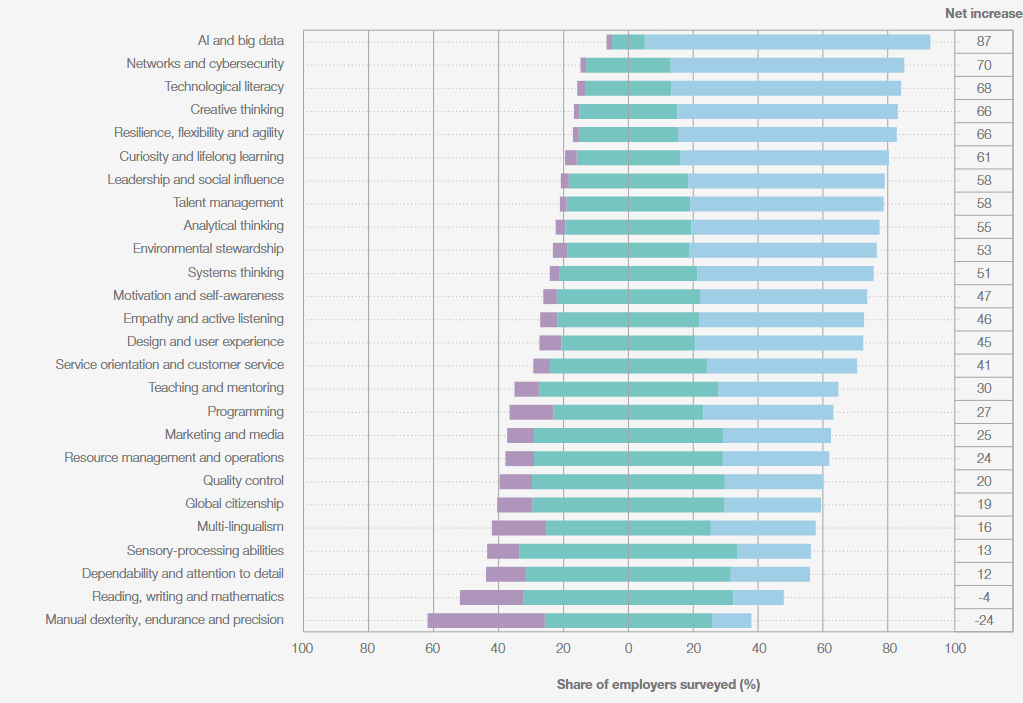 Net increase
AI and big data 87
Networks and cybersecurity 70
Technological literacy 68
Creative thinking 66
Resilience, flexibility and agility 66
Curiosity and lifelong learning 61
Leadership and social influence 58
Talent management 58
Analytical thinking 55
Environmental stewardship 53
Systems thinking 51
Motivation and self-awareness 47
Empathy and active listening 46
Design and user experience 45
Service orientation and customer service 41
Teaching and mentoring 30
Programming 27
Marketing and media 25
Resource management and operations 24
Quality control 20
Global citizenship 19
Multi-lingualism 16
Sensory-processing abilities 13
Dependability and attention to detail 12
Reading, writing and mathematics -4
Manual dexterity, endurance and precision -24
100 80 60 40 20 0 20 40 60 80 100
Share of employers surveyed (%)